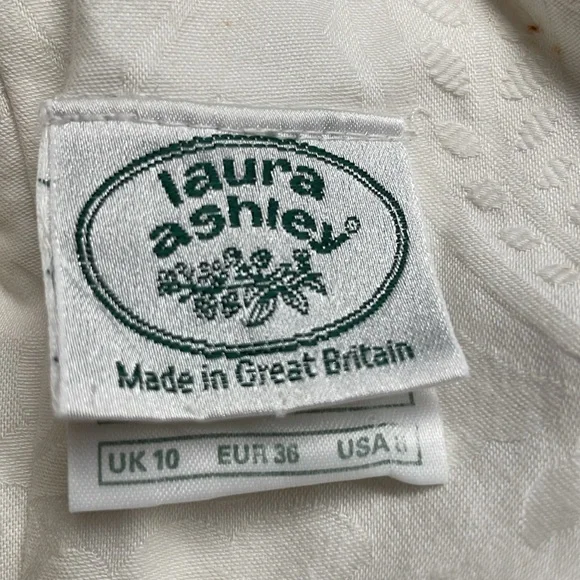 laura
ashley®
Made in Great Britain
UK 10 EUR 36 USA